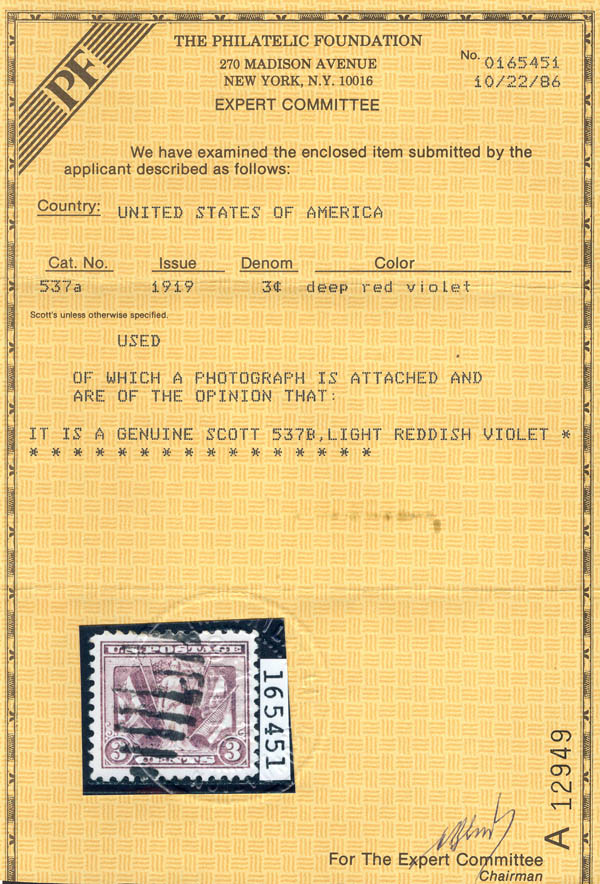 PF
THE PHILATELIC FOUNDATION
270 MADISON AVENUE
NEW YORK, N.Y. 10016
EXPERT COMMITTEE
No. 0165451
10/22/86
We have examined the enclosed item submitted by the
applicant described as follows:
Country: UNITED STATES OF AMERICA
Cat. No. Issue Denom Color
537a 1919 3¢ deep red violet
Scott's unless otherwise specified.
USED
OF WHICH A PHOTOGRAPH IS ATTACHED AND
ARE OF THE OPINION THAT:
IT IS A GENUINE SCOTT 537B,LIGHT REDDISH VIOLET *
* * * * * * * * * * * * * * * *
U.S. POSTAGE
3 CENTS 3
165451
A 12949
For The Expert Committee
Chairman